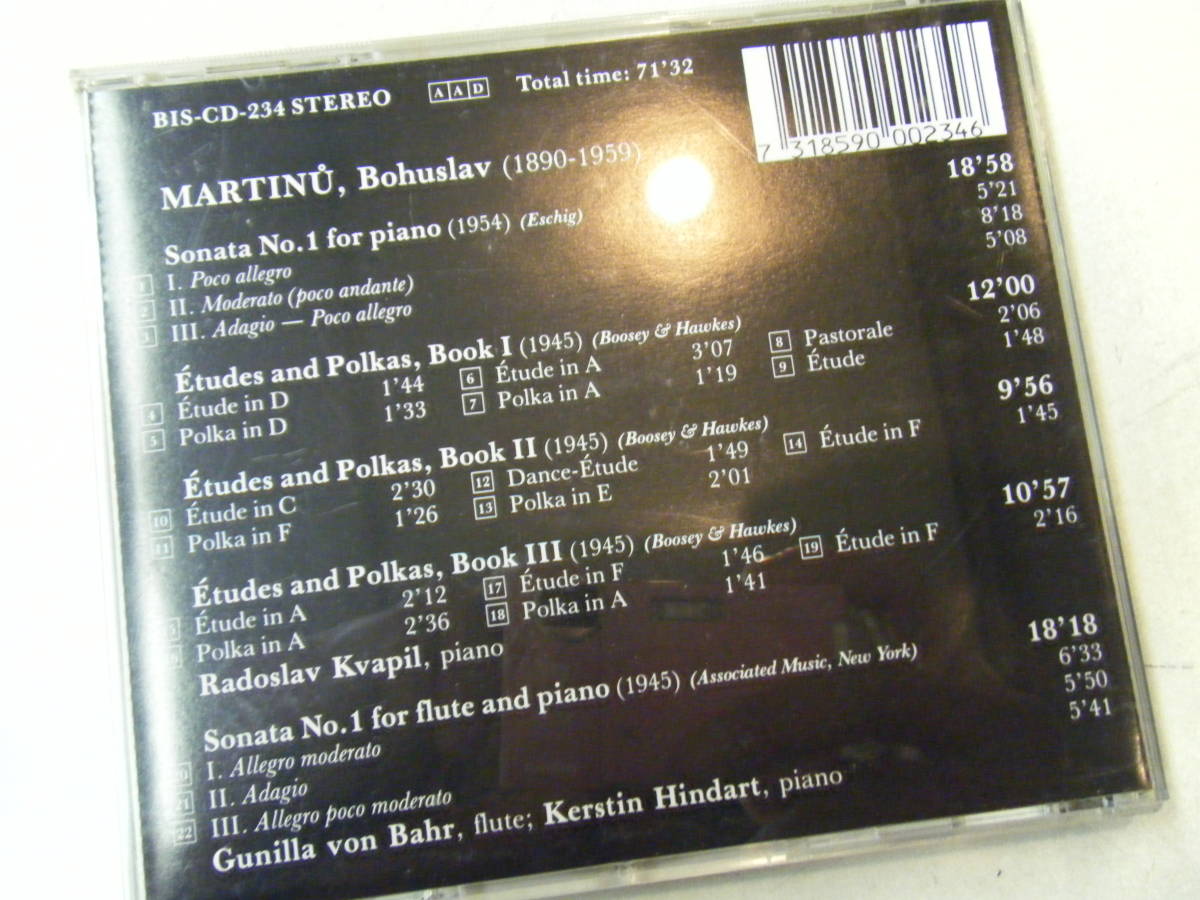 BIS-CD-234 STEREO AAD Total time: 71'32
7 318590 002346
MARTINŮ, Bohuslav (1890-1959)
Sonata No.1 for piano (1954) (Eschig) 18'58
1 I. Poco allegro 5'21
2 II. Moderato (poco andante) 8'18
3 III. Adagio — Poco allegro 5'08
Études and Polkas, Book I (1945) (Boosey & Hawkes) 12'00
4 Étude in D 1'44 6 Étude in A 3'07 8 Pastorale 2'06
5 Polka in D 1'33 7 Polka in A 1'19 9 Étude 1'48
Études and Polkas, Book II (1945) (Boosey & Hawkes) 9'56
10 Étude in C 2'30 12 Dance-Étude 1'49 14 Étude in F 1'45
11 Polka in F 1'26 13 Polka in E 2'01
Études and Polkas, Book III (1945) (Boosey & Hawkes) 10'57
Étude in A 2'12 17 Étude in F 1'46 19 Étude in F 2'16
Polka in A 2'36 18 Polka in A 1'41
Radoslav Kvapil, piano
Sonata No.1 for flute and piano (1945) (Associated Music, New York) 18'18
20 I. Allegro moderato 6'33
21 II. Adagio 5'50
22 III. Allegro poco moderato 5'41
Gunilla von Bahr, flute; Kerstin Hindart, piano